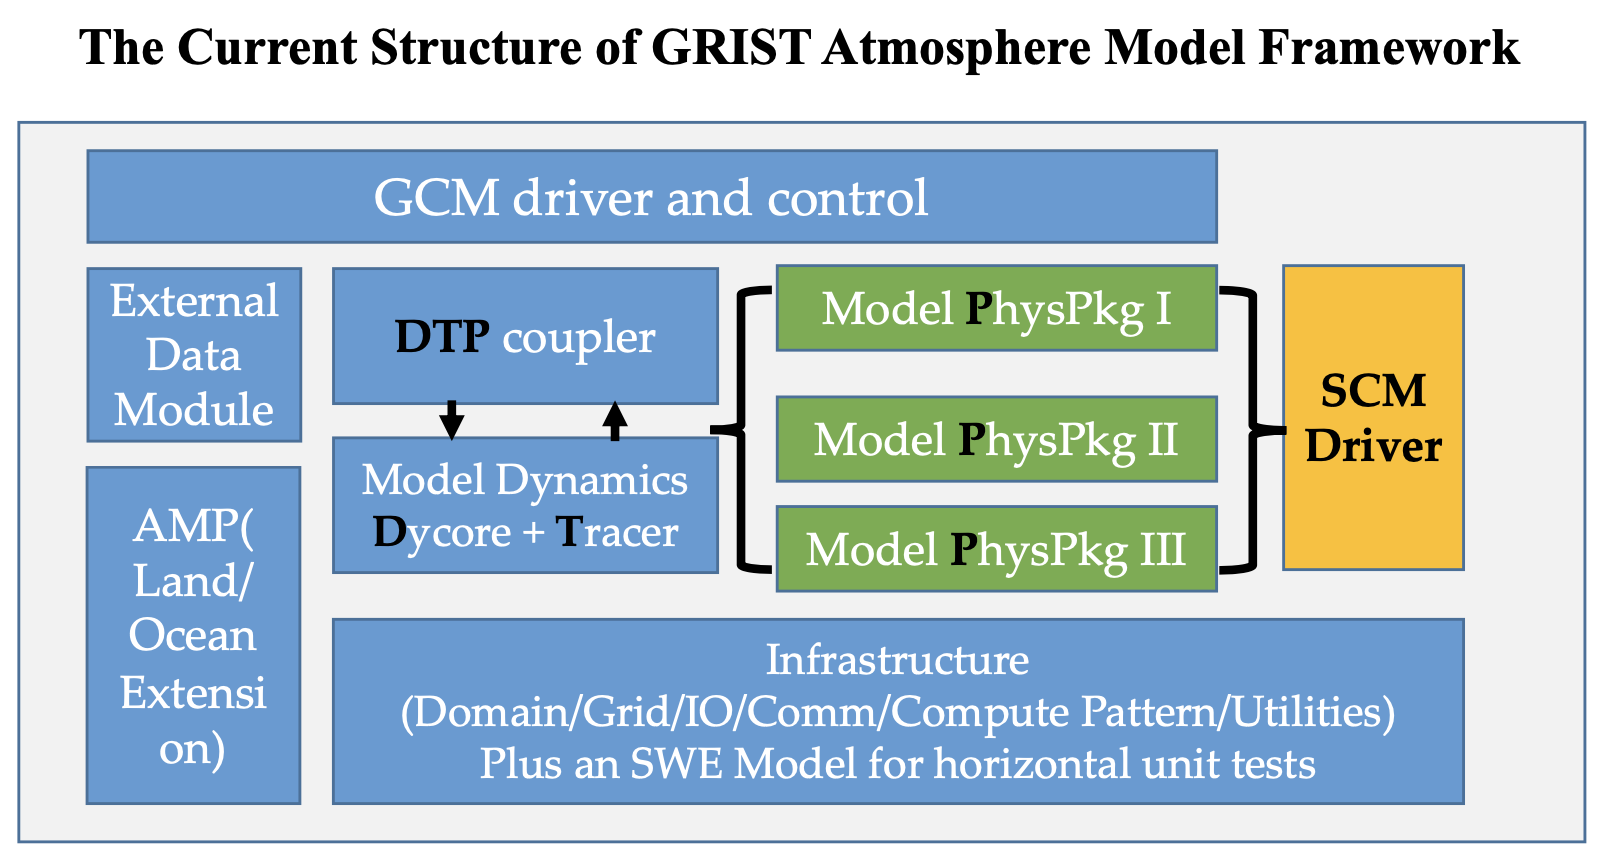 The Current Structure of GRIST Atmosphere Model Framework
GCM driver and control
External
Data
Module
DTP coupler
Model Dynamics
Dycore + Tracer
Model PhysPkg I
Model PhysPkg II
Model PhysPkg III
SCM
Driver
AMP(
Land/
Ocean
Extensi
on)
Infrastructure
(Domain/Grid/IO/Comm/Compute Pattern/Utilities)
Plus an SWE Model for horizontal unit tests